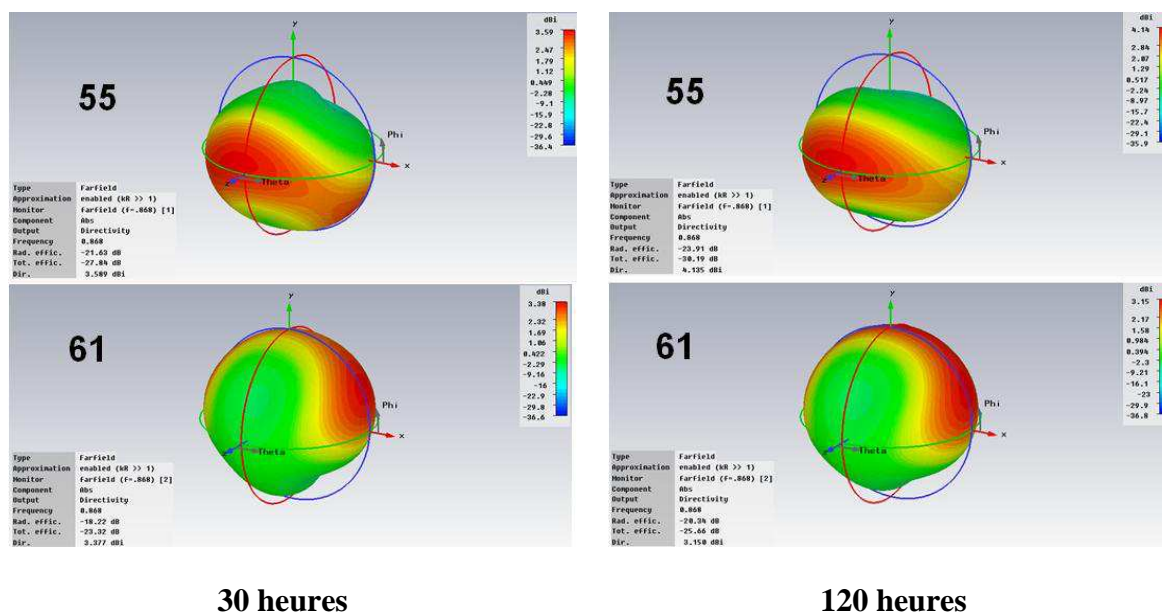 dBi
3.59
2.47
1.79
1.12
0.449
-2.28
-9.1
-15.9
-22.8
-29.6
-36.4
55
y
Phi
x
z
Theta
Type Farfield
Approximation enabled (kR >> 1)
Monitor farfield (f=.868) [1]
Component Abs
Output Directivity
Frequency 0.868
Rad. effic. -21.63 dB
Tot. effic. -27.84 dB
Dir. 3.589 dBi
dBi
4.14
2.84
2.07
1.29
0.517
-2.24
-8.97
-15.7
-22.4
-29.1
-35.9
55
y
Phi
x
z
Theta
Type Farfield
Approximation enabled (kR >> 1)
Monitor farfield (f=.868) [1]
Component Abs
Output Directivity
Frequency 0.868
Rad. effic. -23.91 dB
Tot. effic. -30.19 dB
Dir. 4.135 dBi
dBi
3.38
2.32
1.69
1.06
0.422
-2.29
-9.16
-16
-22.9
-29.8
-36.6
61
y
Phi
x
z
Theta
Type Farfield
Approximation enabled (kR >> 1)
Monitor farfield (f=.868) [2]
Component Abs
Output Directivity
Frequency 0.868
Rad. effic. -18.22 dB
Tot. effic. -23.32 dB
Dir. 3.377 dBi
dBi
3.15
2.17
1.58
0.984
0.394
-2.3
-9.21
-16.1
-23
-29.9
-36.8
61
y
Phi
x
z
Theta
Type Farfield
Approximation enabled (kR >> 1)
Monitor farfield (f=.868) [2]
Component Abs
Output Directivity
Frequency 0.868
Rad. effic. -20.34 dB
Tot. effic. -25.66 dB
Dir. 3.150 dBi
30 heures
120 heures